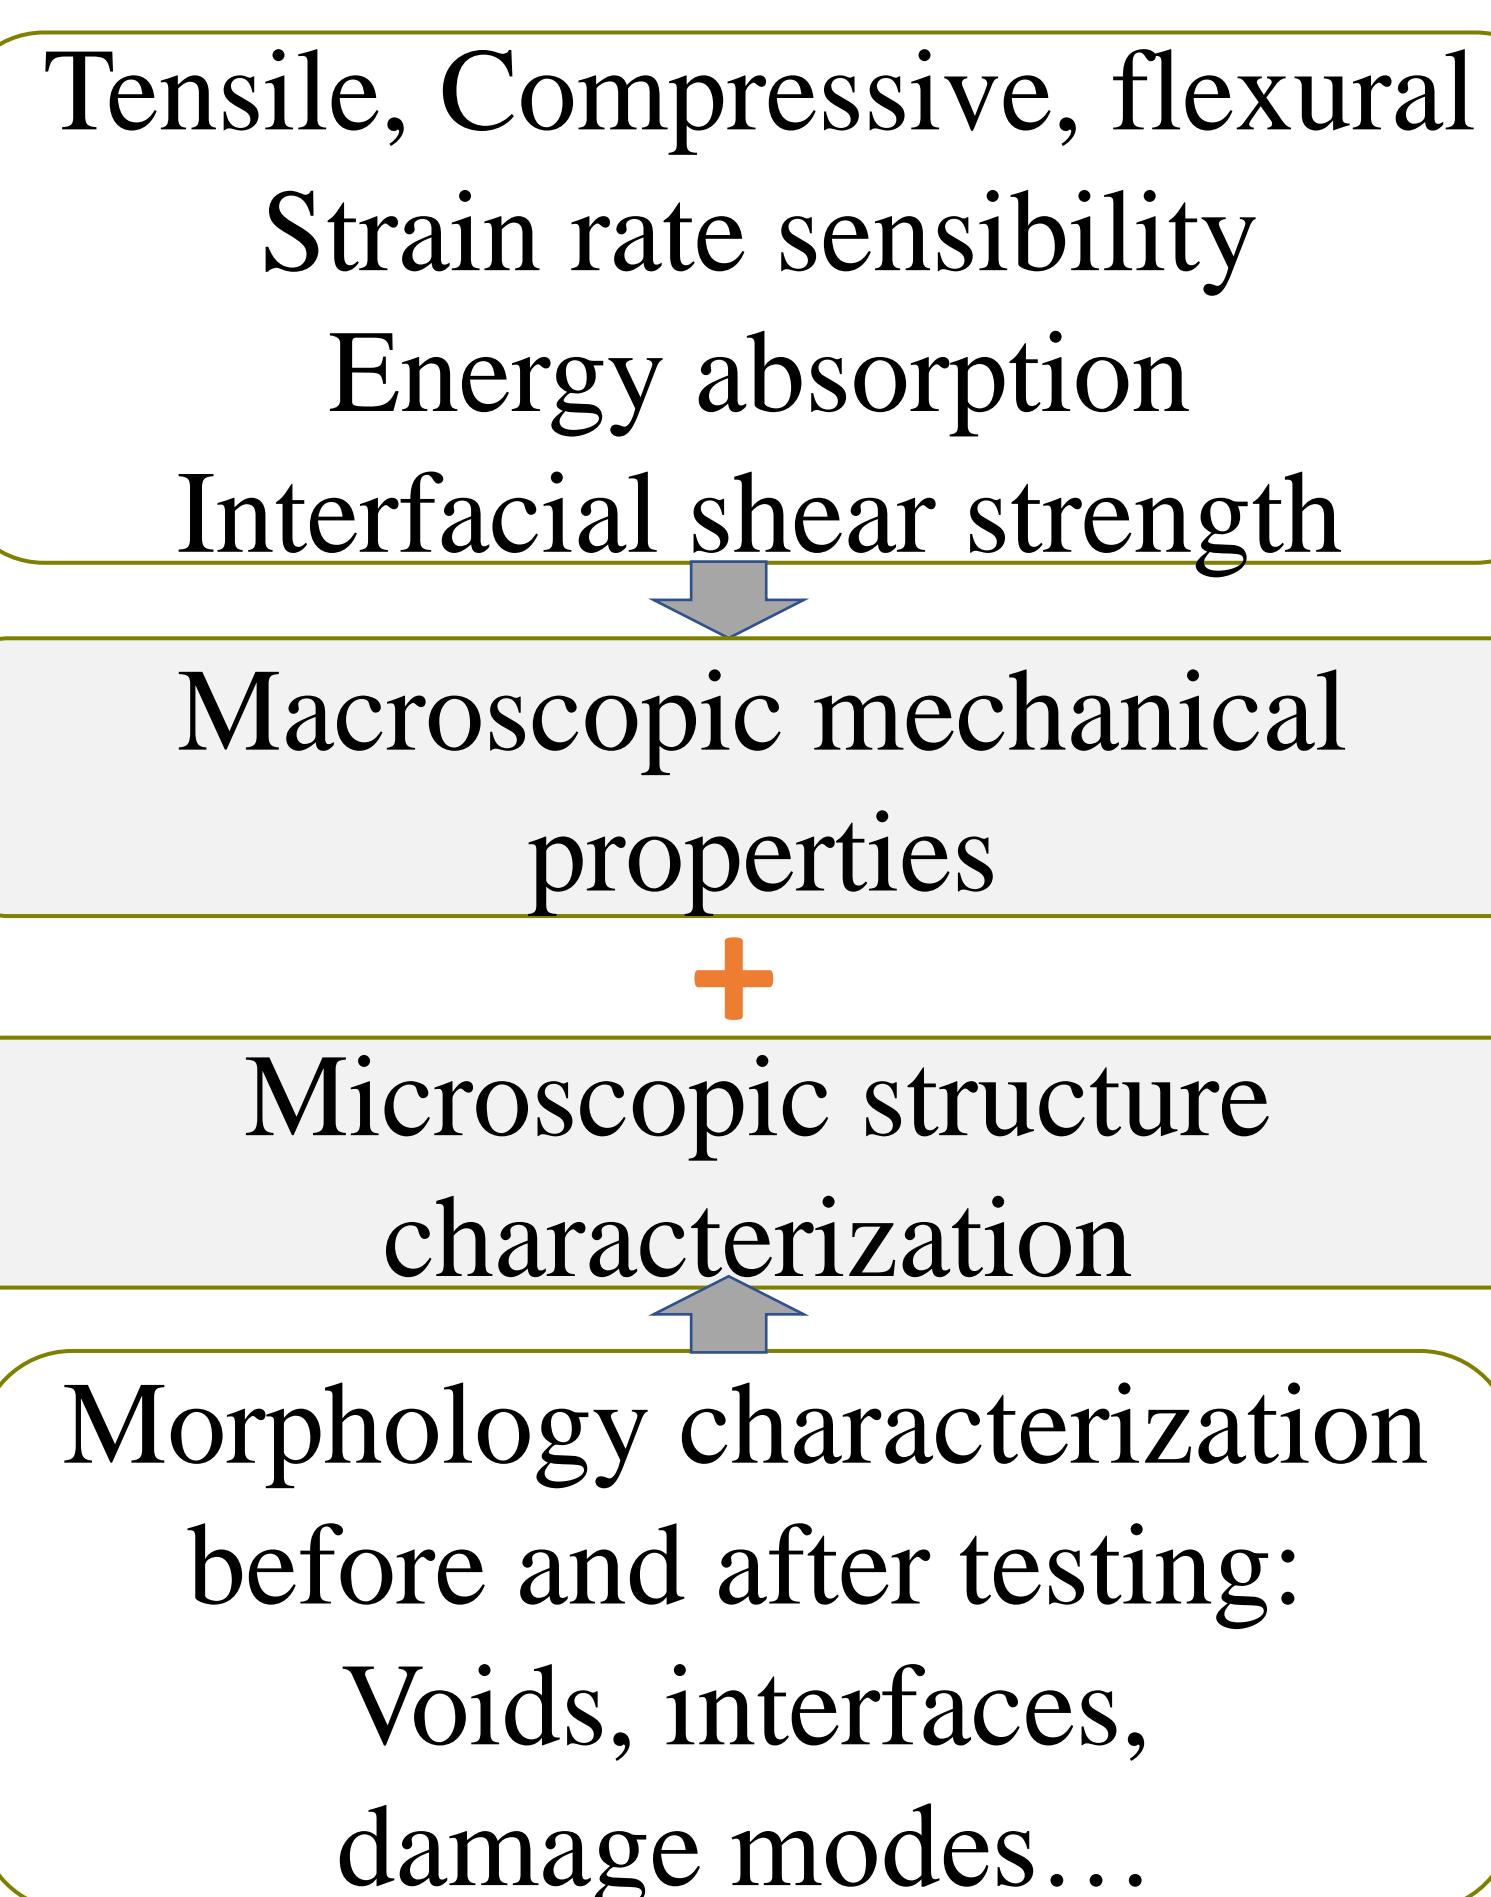 Tensile, Compressive, flexural
Strain rate sensibility
Energy absorption
Interfacial shear strength
Macroscopic mechanical
properties
+
Microscopic structure
characterization
Morphology characterization
before and after testing:
Voids, interfaces,
damage modes…